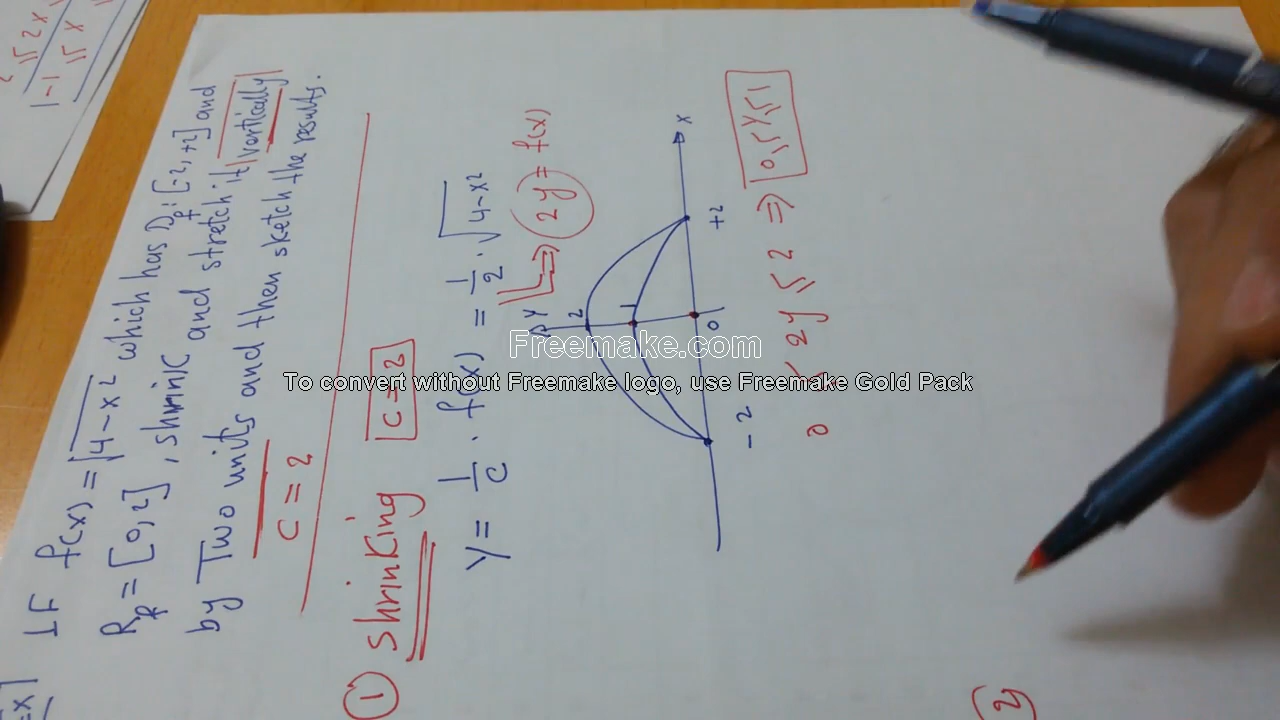 IF f(x) = √4-x² which has D_f : [-2, +2] and
R_f = [0, 2], shrink and stretch it vertically
by Two units and then sketch the results.
C = 2
① Shrinking C = 2
y = 1/C . f(x) = 1/2 . √4-x²
⇒ 2y = f(x)
y
2
1
0
x
-2
+2
0 ≤ 2y ≤ 2 ⇒ 0 ≤ y ≤ 1
2
Freemake.com
To convert without Freemake logo, use Freemake Gold Pack